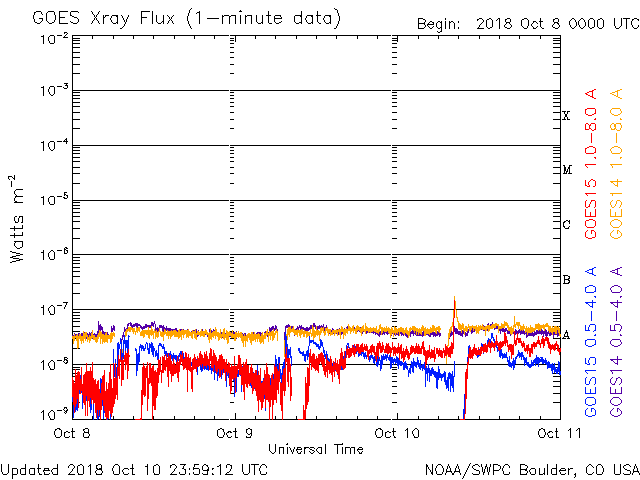 GOES Xray Flux (1-minute data)
Begin: 2018 Oct 8 0000 UTC
10⁻²
10⁻³
10⁻⁴
10⁻⁵
10⁻⁶
10⁻⁷
10⁻⁸
10⁻⁹
Watts m⁻²
X
M
C
B
A
GOES15 1.0-8.0 A
GOES14 1.0-8.0 A
GOES15 0.5-4.0 A
GOES14 0.5-4.0 A
Oct 8 Oct 9 Oct 10 Oct 11
Universal Time
Updated 2018 Oct 10 23:59:12 UTC
NOAA/SWPC Boulder, CO USA